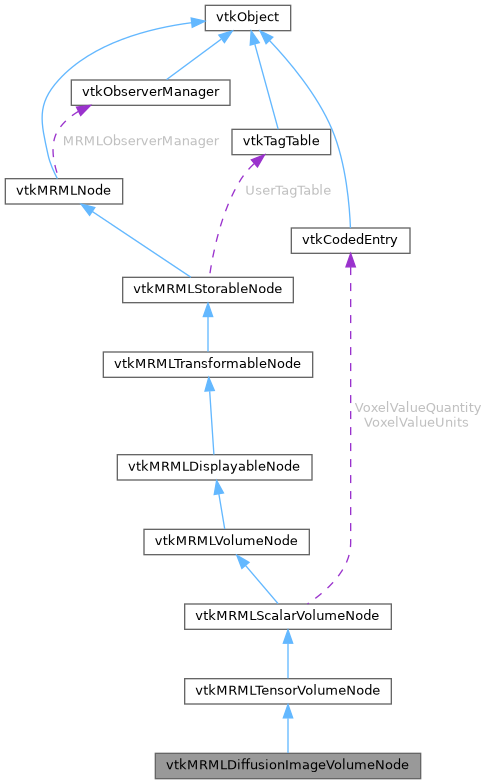 vtkObject
vtkObserverManager
MRMLObserverManager
vtkTagTable
vtkMRMLNode
UserTagTable
vtkCodedEntry
vtkMRMLStorableNode
vtkMRMLTransformableNode
VoxelValueQuantity
VoxelValueUnits
vtkMRMLDisplayableNode
vtkMRMLVolumeNode
vtkMRMLScalarVolumeNode
vtkMRMLTensorVolumeNode
vtkMRMLDiffusionImageVolumeNode